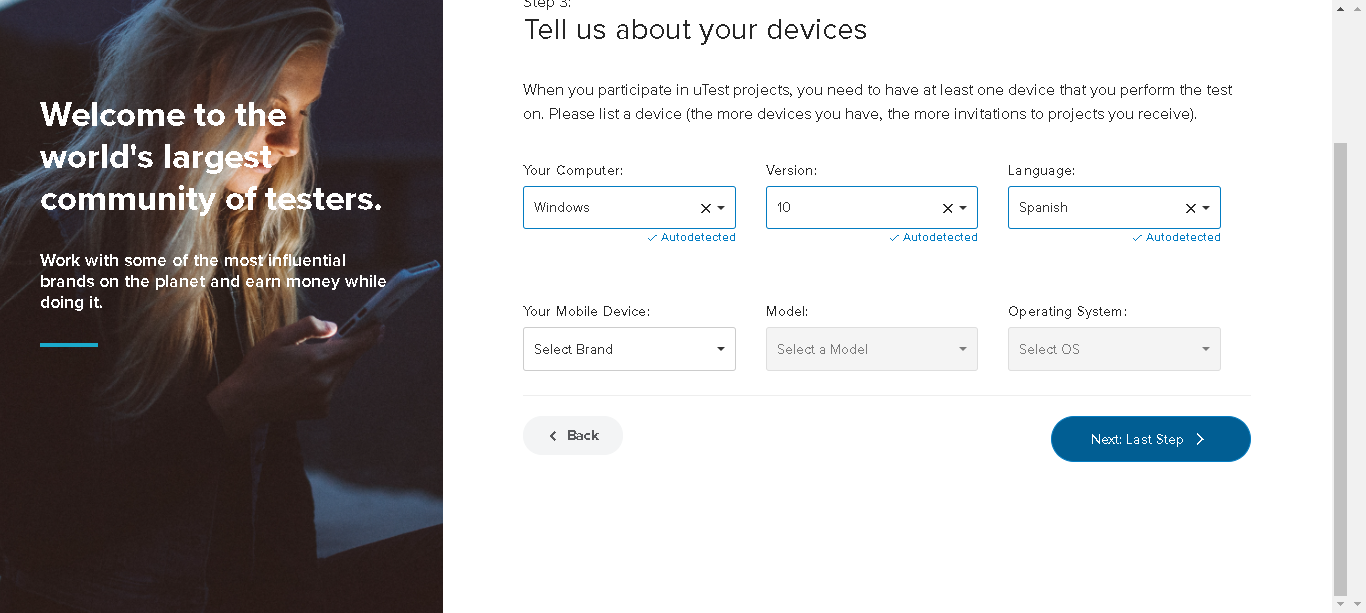 Step 3:
Tell us about your devices
Welcome to the
world's largest
community of testers.
Work with some of the most influential
brands on the planet and earn money while
doing it.
When you participate in uTest projects, you need to have at least one device that you perform the test
on. Please list a device (the more devices you have, the more invitations to projects you receive).
Your Computer: Version: Language:
Windows 10 Spanish
Autodetected Autodetected Autodetected
Your Mobile Device: Model: Operating System:
Select Brand Select a Model Select OS
Back Next: Last Step